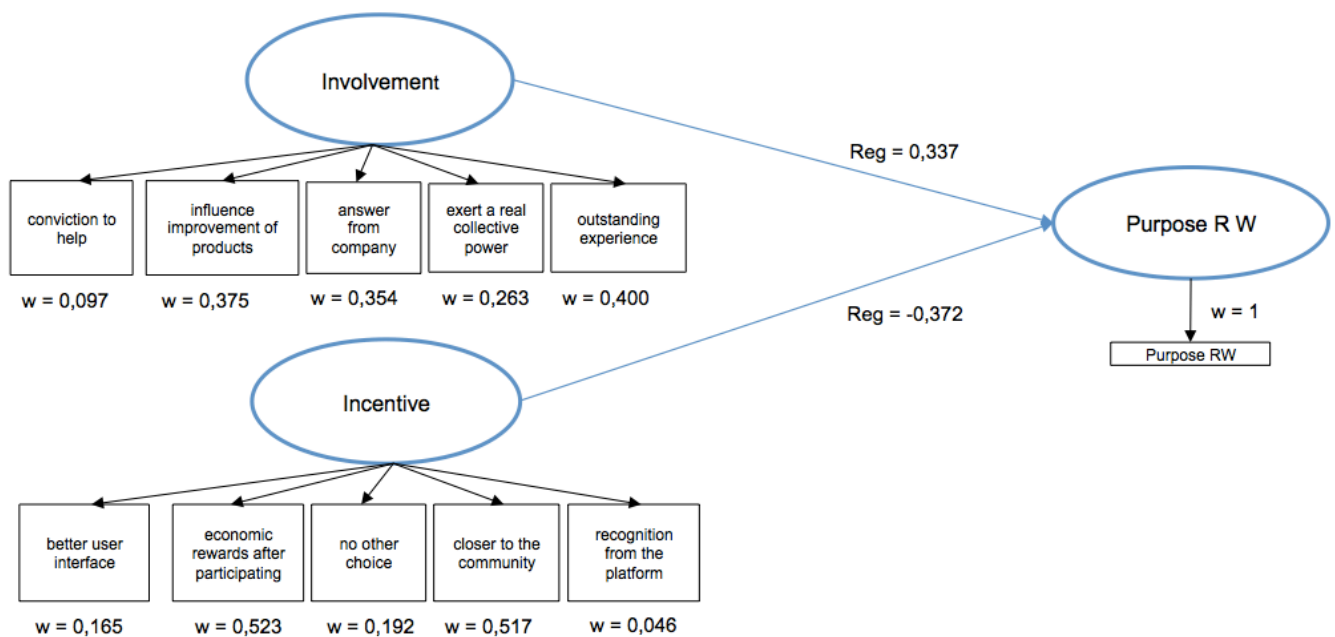 Involvement
Reg = 0,337
conviction to
help
influence
improvement of
products
answer
from
company
exert a real
collective
power
outstanding
experience
Purpose R W
w = 0,097
w = 0,375
w = 0,354
w = 0,263
w = 0,400
Reg = -0,372
w = 1
Purpose RW
Incentive
better user
interface
economic
rewards after
participating
no other
choice
closer to the
community
recognition
from the
platform
w = 0,165
w = 0,523
w = 0,192
w = 0,517
w = 0,046